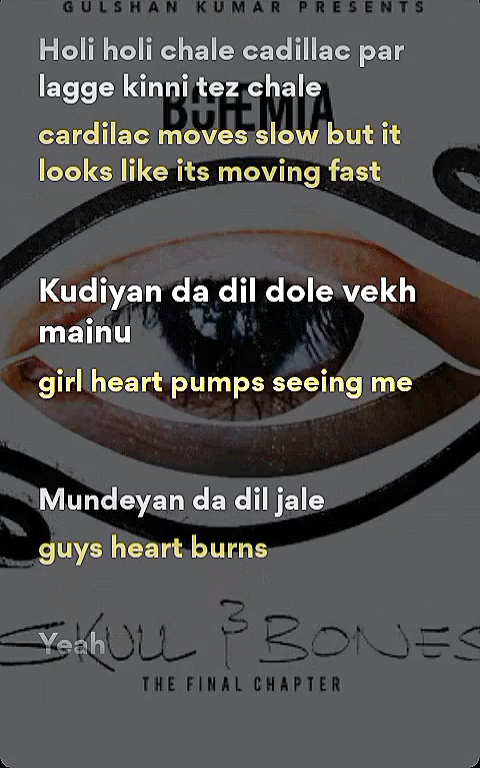 GULSHAN KUMAR PRESENTS
Holi holi chale cadillac par
lagge kinni tez chale
BOHEMIA
cardilac moves slow but it
looks like its moving fast
Kudiyan da dil dole vekh
mainu
girl heart pumps seeing me
Mundeyan da dil jale
guys heart burns
Yeah
SKULL & BONES
3
THE FINAL CHAPTER